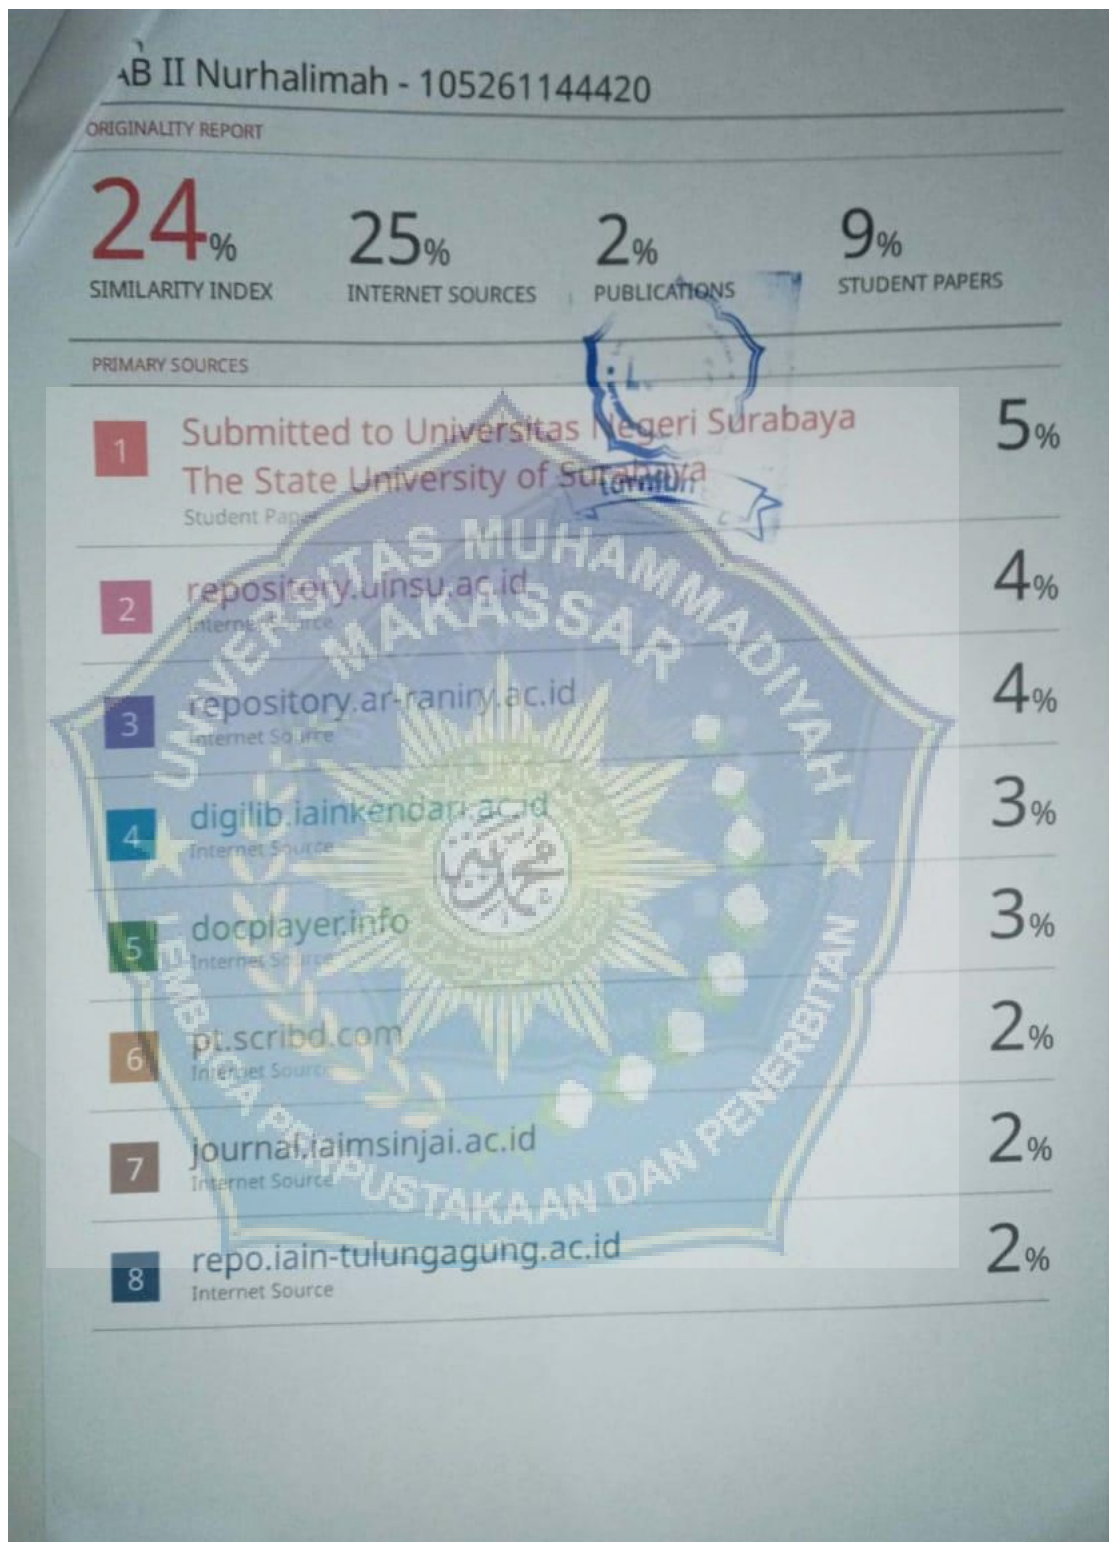 AB II Nurhalimah - 105261144420
ORIGINALITY REPORT
24%
SIMILARITY INDEX
25%
INTERNET SOURCES
2%
PUBLICATIONS
9%
STUDENT PAPERS
PRIMARY SOURCES
1
Submitted to Universitas Negeri Surabaya
The State University of Surabaya
Student Paper
5%
2
repository.uinsu.ac.id
Internet Source
4%
3
repository.ar-raniry.ac.id
Internet Source
4%
4
digilib.iainkendari.ac.id
Internet Source
3%
5
docplayer.info
Internet Source
3%
6
pt.scribd.com
Internet Source
2%
7
journal.iaimsinjai.ac.id
Internet Source
2%
8
repo.iain-tulungagung.ac.id
Internet Source
2%
UNIVERSITAS MUHAMMADIYAH
MAKASSAR
LEMBAGA PERPUSTAKAAN DAN PENERBITAN